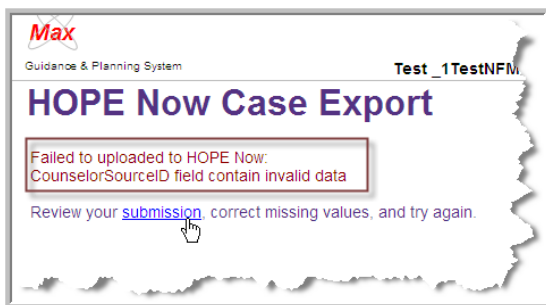 Max
Guidance & Planning System
Test _1TestNFM
HOPE Now Case Export
Failed to uploaded to HOPE Now:
CounselorSourceID field contain invalid data
Review your submission, correct missing values, and try again.